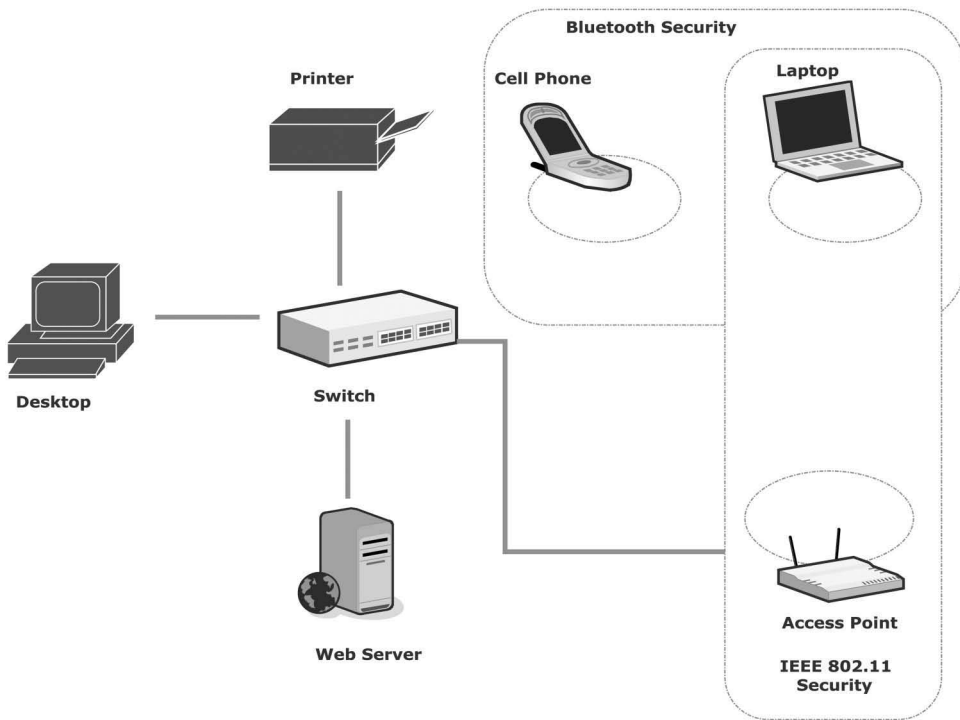 Bluetooth Security
Printer
Cell Phone
Laptop
Desktop
Switch
Web Server
Access Point
IEEE 802.11
Security